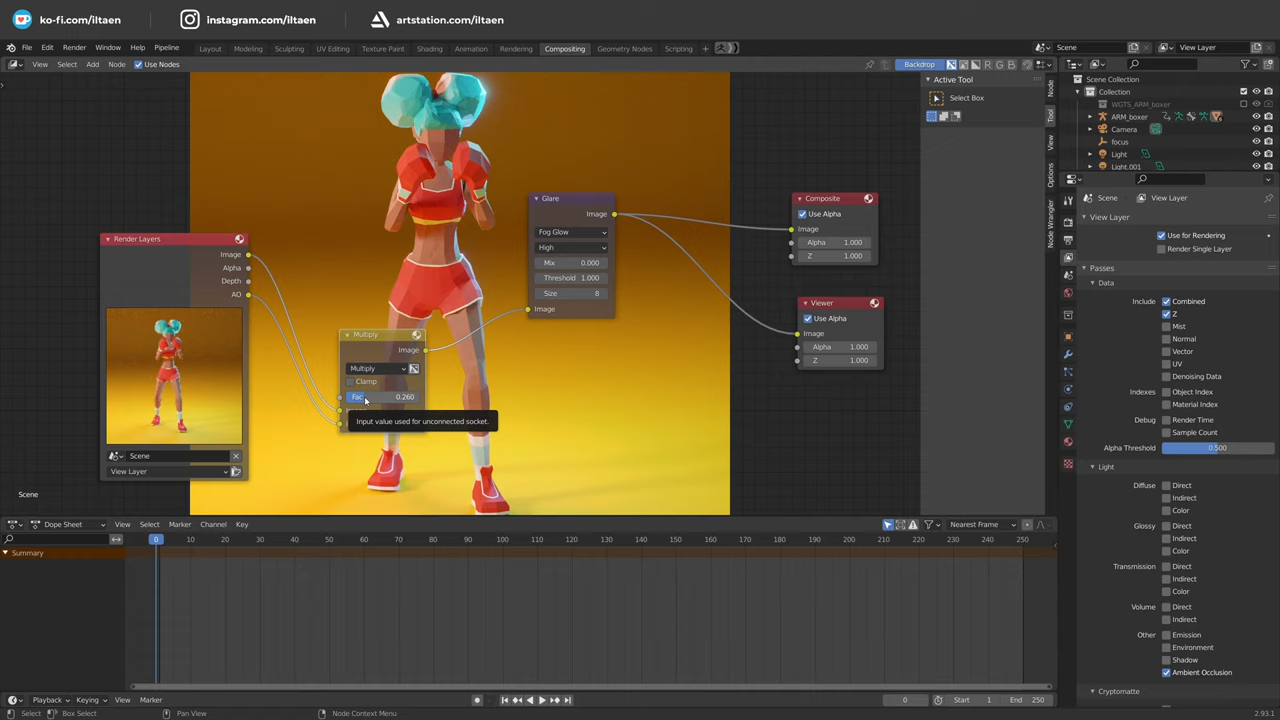 ko-fi.com/iltaen
instagram.com/iltaen
artstation.com/iltaen
File Edit Render Window Help Pipeline
Layout Modeling Sculpting UV Editing Texture Paint Shading Animation Rendering Compositing Geometry Nodes Scripting +
Scene
View Layer
View Select Add Node Use Nodes
Backdrop
R G B
Active Tool
Select Box
Node
Tool
View
Options
Node Wrangler
Scene Collection
Collection
WGTS_ARM_boxer
ARM_boxer
Camera
focus
Light
Light.001
Scene View Layer
View Layer
Use for Rendering
Render Single Layer
Passes
Data
Include Combined
Z
Mist
Normal
Vector
UV
Denoising Data
Indexes Object Index
Material Index
Debug Render Time
Sample Count
Alpha Threshold 0.500
Light
Diffuse Direct
Indirect
Color
Glossy Direct
Indirect
Color
Transmission Direct
Indirect
Color
Volume Direct
Indirect
Other Emission
Environment
Shadow
Ambient Occlusion
Cryptomatte
Render Layers
Image
Alpha
Depth
AO
Scene
View Layer
Multiply
Image
Multiply
Clamp
Fac 0.260
Input value used for unconnected socket.
Glare
Image
Fog Glow
High
Mix 0.000
Threshold 1.000
Size 8
Image
Composite
Use Alpha
Image
Alpha 1.000
Z 1.000
Viewer
Use Alpha
Image
Alpha 1.000
Z 1.000
Scene
Dope Sheet View Select Marker Channel Key
Nearest Frame
0 10 20 30 40 50 60 70 80 90 100 110 120 130 140 150 160 170 180 190 200 210 220 230 240 250
Summary
Playback Keying View Marker
0 Start 1 End 250
Select Box Select Pan View Node Context Menu
2.93.1